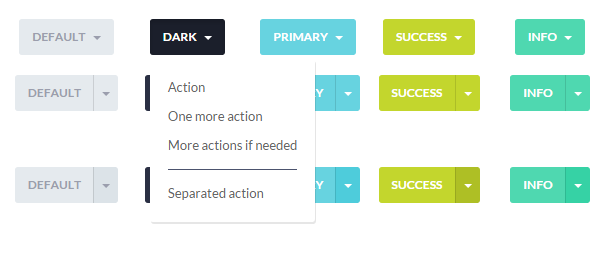 DEFAULT DARK PRIMARY SUCCESS INFO
DEFAULT Y SUCCESS INFO
Action
One more action
More actions if needed
DEFAULT Y SUCCESS INFO
Separated action